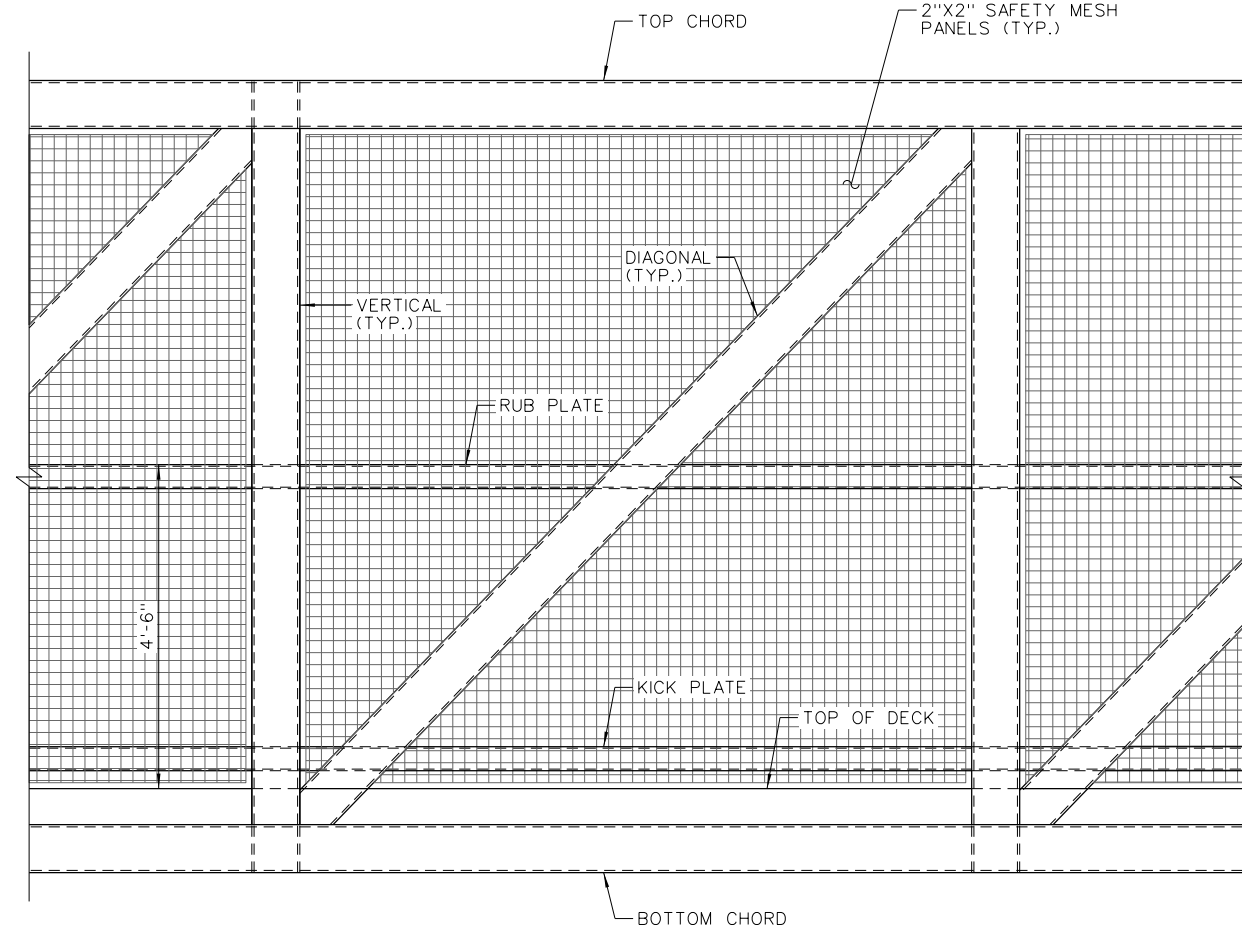 TOP CHORD
2"X2" SAFETY MESH
PANELS (TYP.)
DIAGONAL
(TYP.)
VERTICAL
(TYP.)
RUB PLATE
4'-6"
KICK PLATE
TOP OF DECK
BOTTOM CHORD